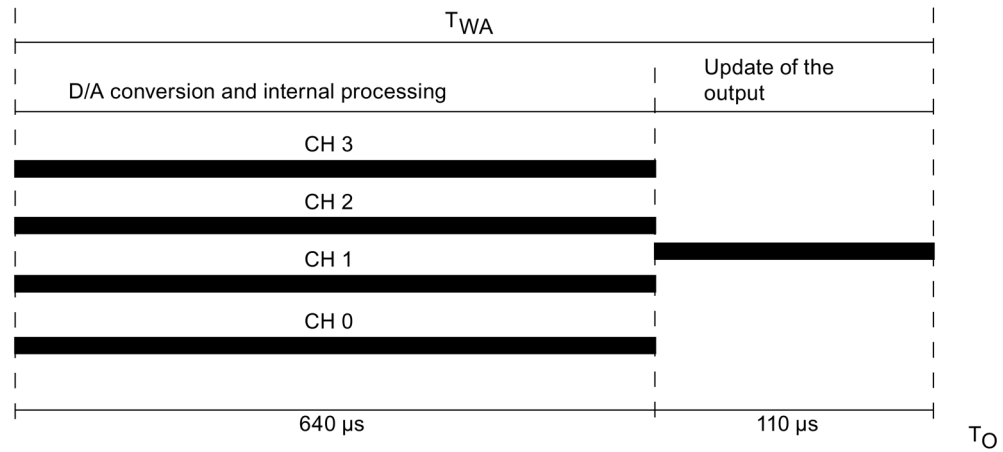 TWA
D/A conversion and internal processing
Update of the
output
CH 3
CH 2
CH 1
CH 0
640 µs
110 µs
TO